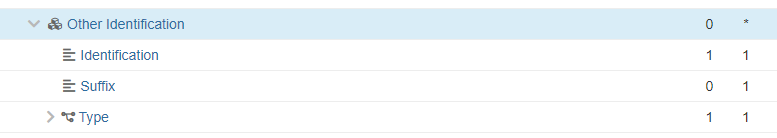 Other Identification 0 *
Identification 1 1
Suffix 0 1
Type 1 1